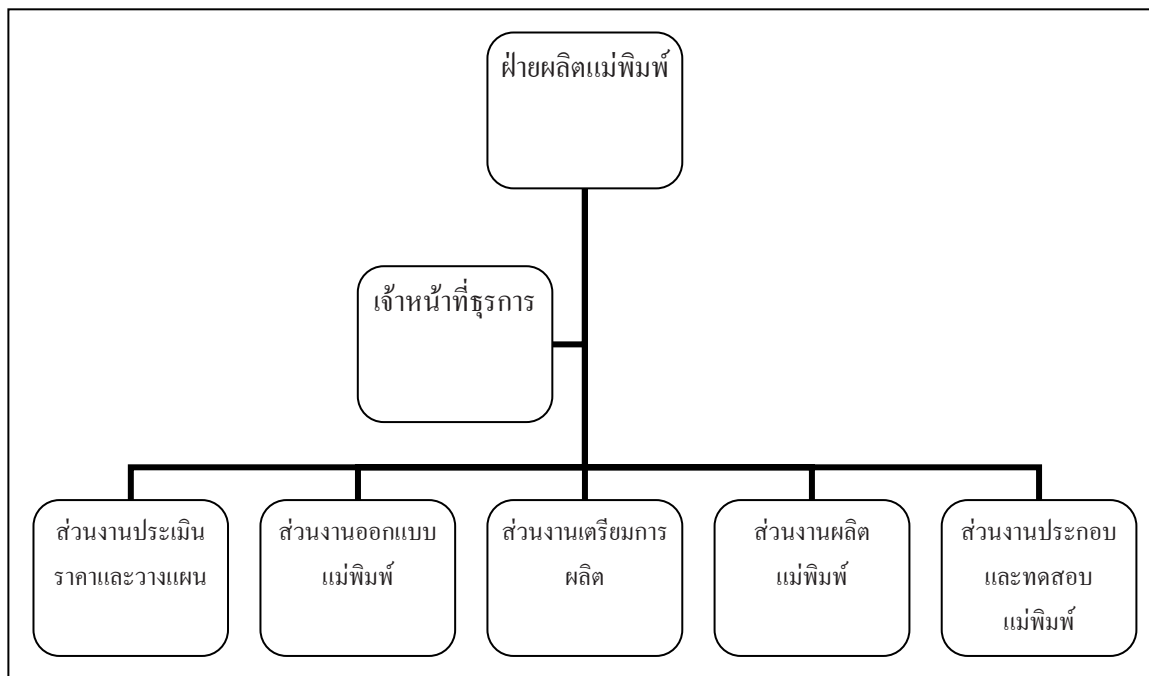 ฝ่ายผลิตแม่พิมพ์
เจ้าหน้าที่ธุรการ
ส่วนงานประเมิน
ราคาและวางแผน
ส่วนงานออกแบบ
แม่พิมพ์
ส่วนงานเตรียมการ
ผลิต
ส่วนงานผลิต
แม่พิมพ์
ส่วนงานประกอบ
และทดสอบ
แม่พิมพ์